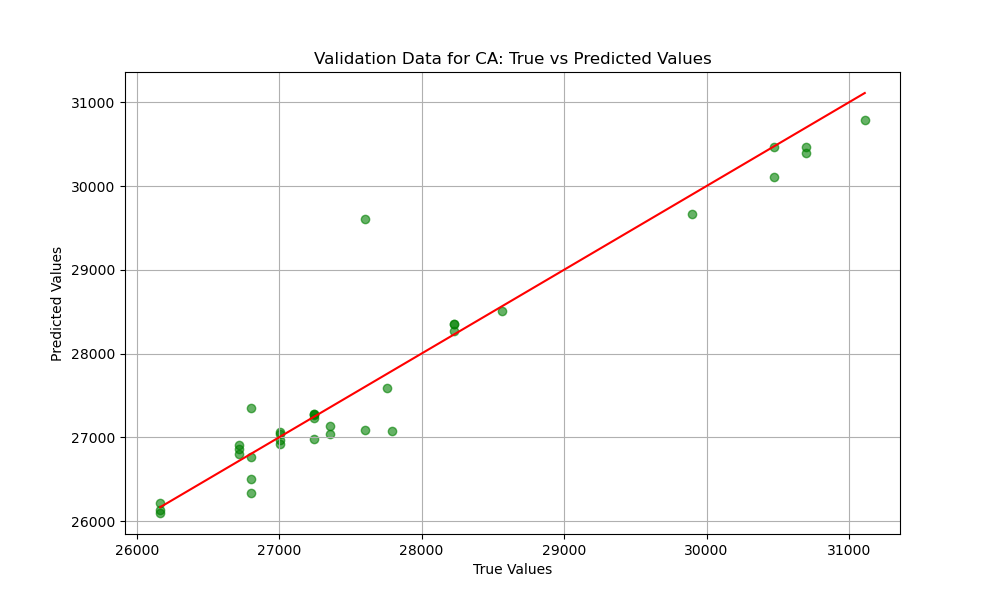 Validation Data for CA: True vs Predicted Values
31000
30000
29000
28000
27000
26000
Predicted Values
26000 27000 28000 29000 30000 31000
True Values